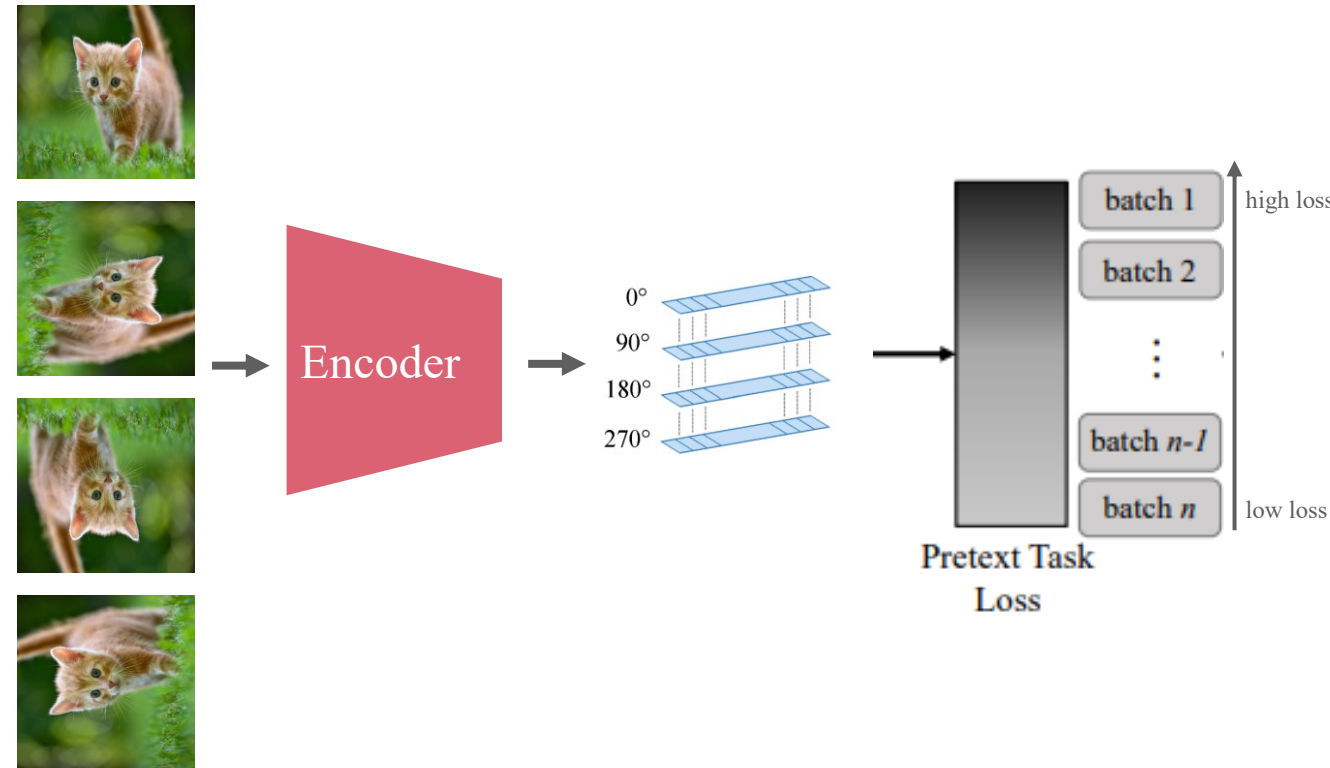 Encoder
0°
90°
180°
270°
Pretext Task
Loss
batch 1
batch 2
⋮
batch n-1
batch n
high loss
low loss